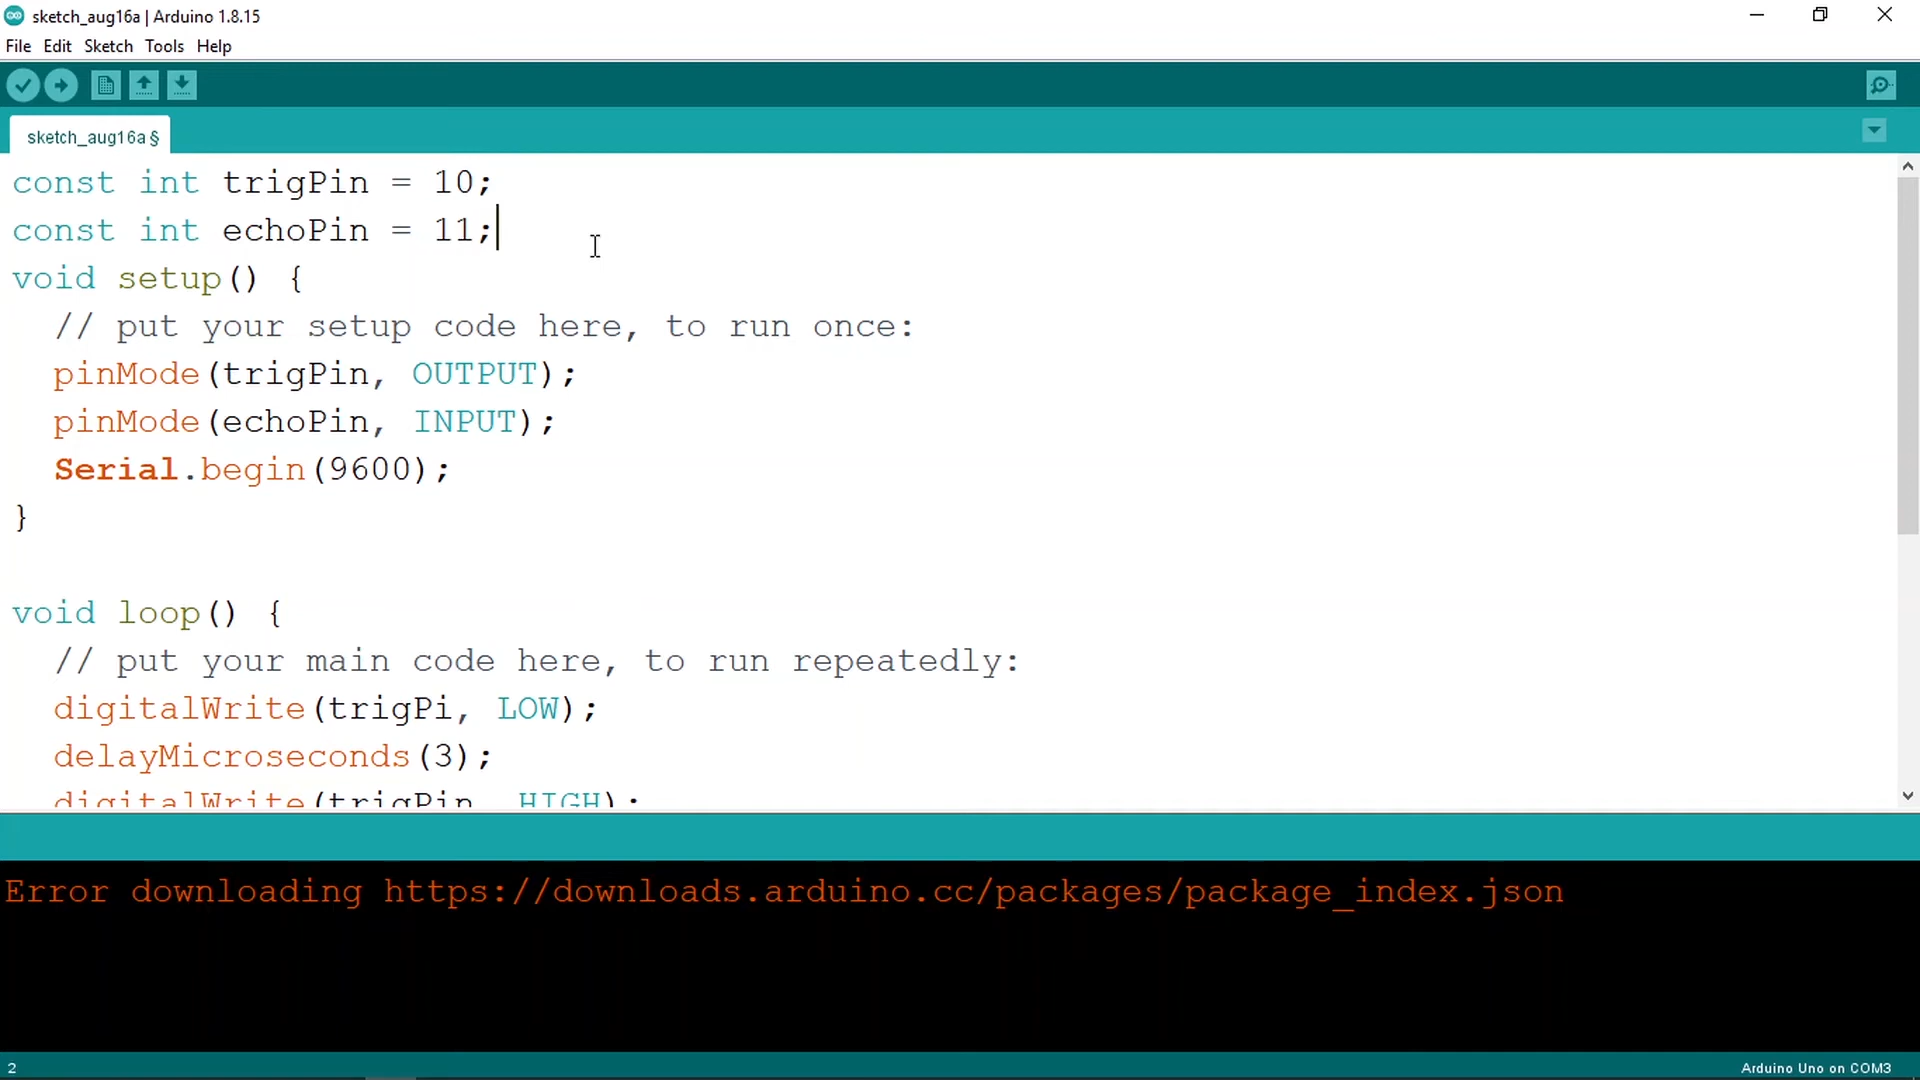 sketch_aug16a | Arduino 1.8.15
File Edit Sketch Tools Help
sketch_aug16a §
const int trigPin = 10;
const int echoPin = 11;
void setup() {
  // put your setup code here, to run once:
  pinMode(trigPin, OUTPUT);
  pinMode(echoPin, INPUT);
  Serial.begin(9600);
}
void loop() {
  // put your main code here, to run repeatedly:
  digitalWrite(trigPi, LOW);
  delayMicroseconds(3);
  digitalWrite(trigPin, HIGH);
Error downloading https://downloads.arduino.cc/packages/package_index.json
2
Arduino Uno on COM3